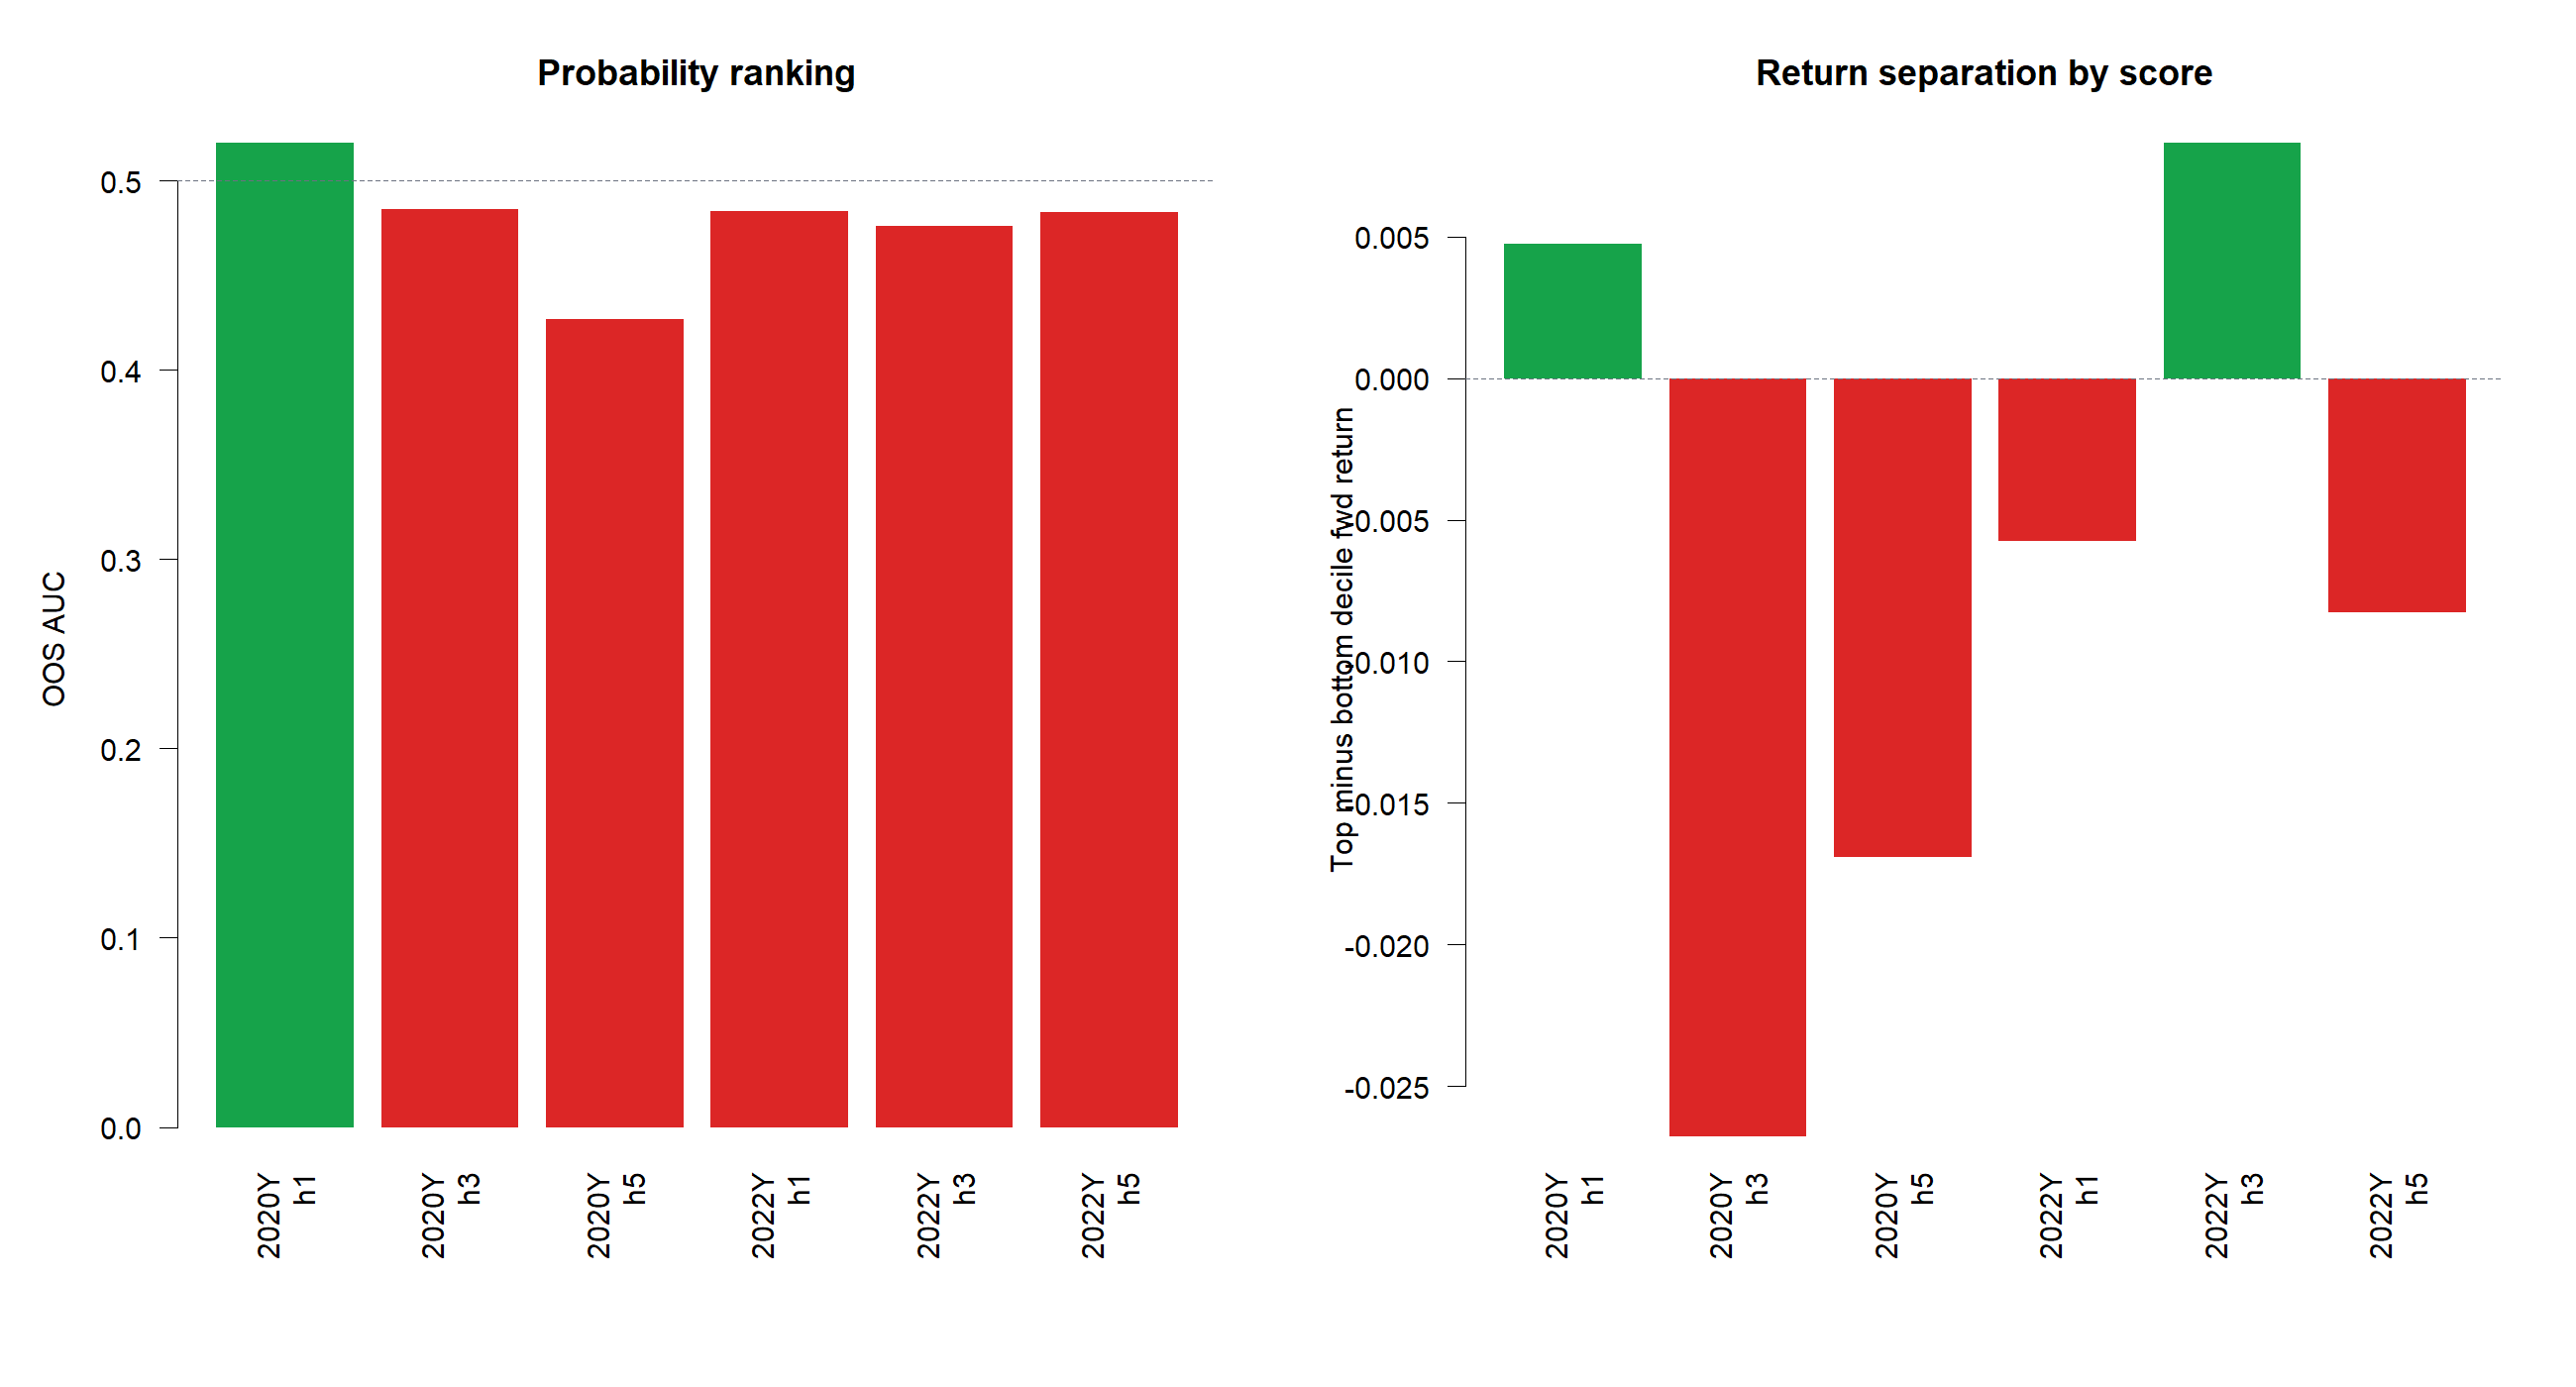 Probability ranking
OOS AUC
0.5
0.4
0.3
0.2
0.1
0.0
2020Y
h1
2020Y
h3
2020Y
h5
2022Y
h1
2022Y
h3
2022Y
h5
Return separation by score
Top minus bottom decile fwd return
0.005
0.000
-0.005
-0.010
-0.015
-0.020
-0.025
2020Y
h1
2020Y
h3
2020Y
h5
2022Y
h1
2022Y
h3
2022Y
h5